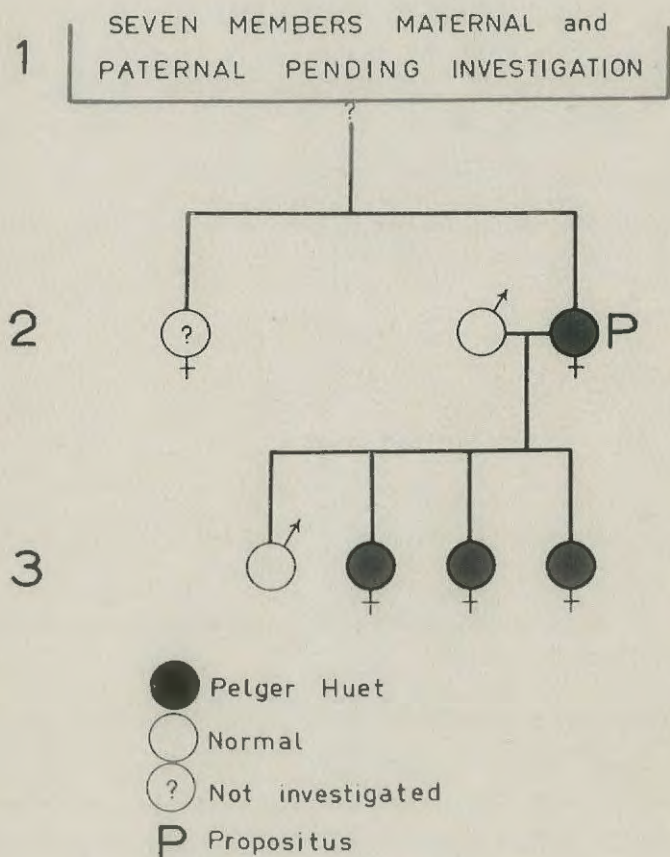 1
SEVEN MEMBERS MATERNAL and
PATERNAL PENDING INVESTIGATION
?
2
?
P
3
Pelger Huet
Normal
? Not investigated
P Propositus